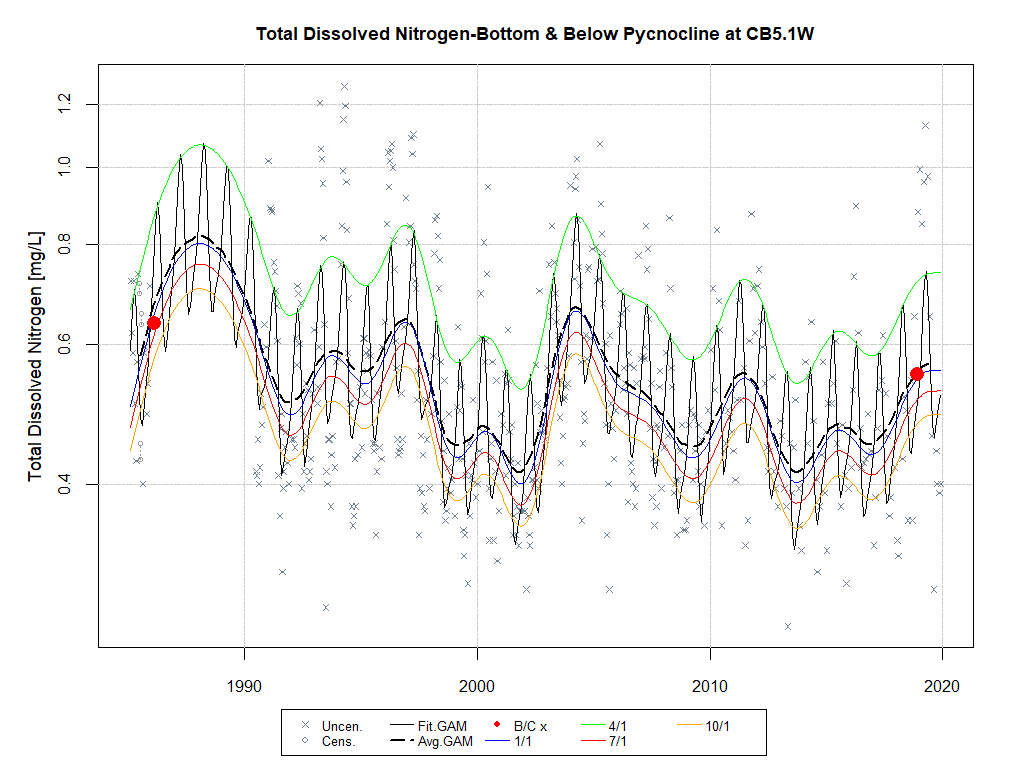 Total Dissolved Nitrogen-Bottom & Below Pycnocline at CB5.1W
Total Dissolved Nitrogen [mg/L]
1.2
1.0
0.8
0.6
0.4
1990 2000 2010 2020
Uncen. Fit.GAM B/C x 4/1 10/1
Cens. Avg.GAM 1/1 7/1